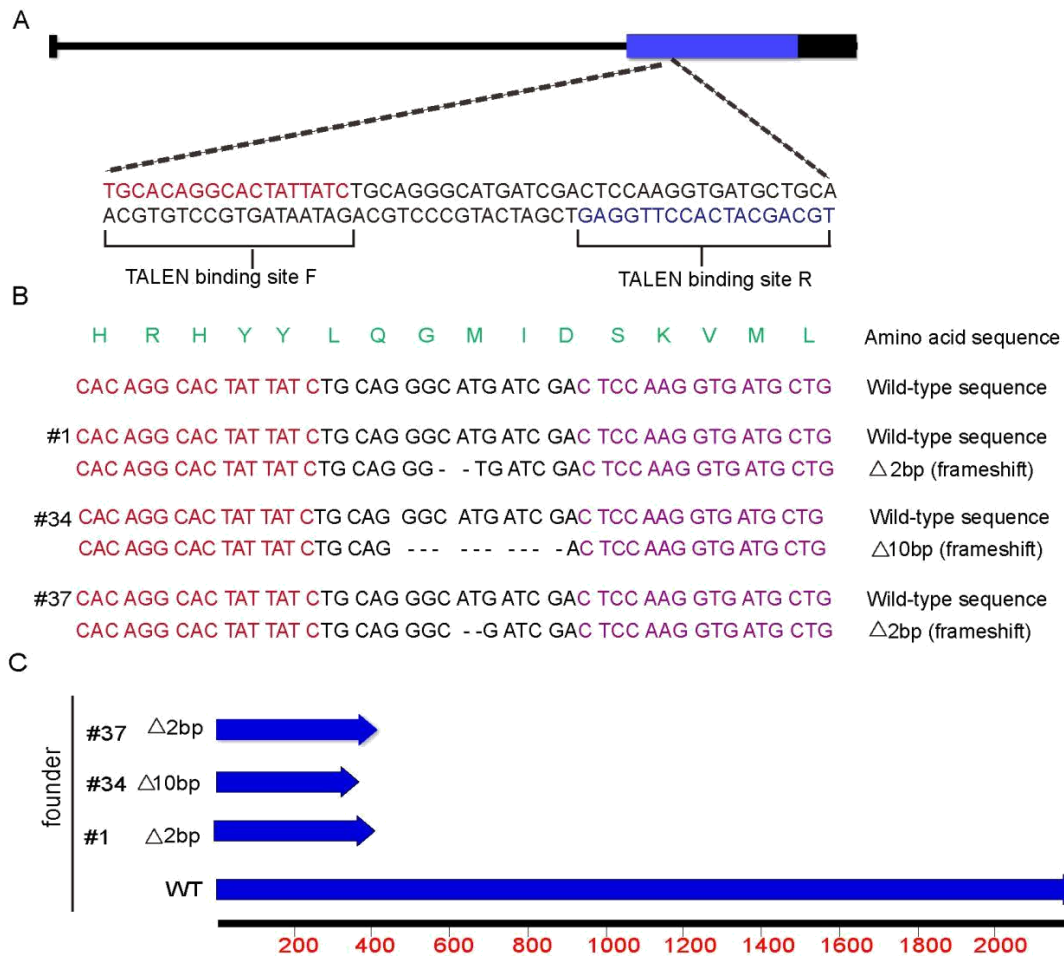 A
TGCACAGGCACTATTATCTGCAGGGCATGATCGACTCCAAGGTGATGCTGCA
ACGTGTCCGTGATAATAGACGTCCCGTACTAGCTGAGGTTCCACTACGACGT
TALEN binding site F TALEN binding site R
B
H R H Y Y L Q G M I D S K V M L Amino acid sequence
CAC AGG CAC TAT TAT CTG CAG GGC ATG ATC GAC TCC AAG GTG ATG CTG Wild-type sequence
#1 CAC AGG CAC TAT TAT CTG CAG GGC ATG ATC GAC TCC AAG GTG ATG CTG Wild-type sequence
CAC AGG CAC TAT TAT CTG CAG GG- -TG ATC GAC TCC AAG GTG ATG CTG △2bp (frameshift)
#34 CAC AGG CAC TAT TAT CTG CAG GGC ATG ATC GAC TCC AAG GTG ATG CTG Wild-type sequence
CAC AGG CAC TAT TAT CTG CAG --- --- --- -AC TCC AAG GTG ATG CTG △10bp (frameshift)
#37 CAC AGG CAC TAT TAT CTG CAG GGC ATG ATC GAC TCC AAG GTG ATG CTG Wild-type sequence
CAC AGG CAC TAT TAT CTG CAG GGC --G ATC GAC TCC AAG GTG ATG CTG △2bp (frameshift)
C
founder
#37 △2bp
#34 △10bp
#1 △2bp
WT
200 400 600 800 1000 1200 1400 1600 1800 2000